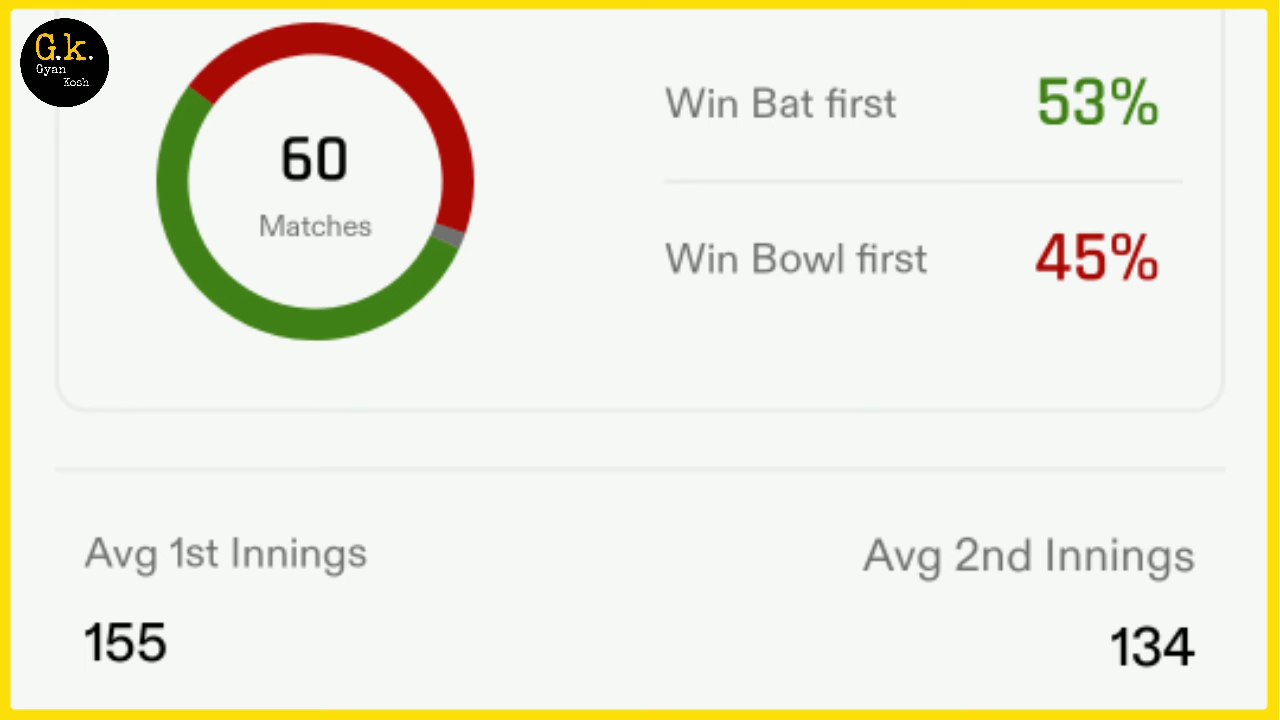 G.k.
Gyan
Kosh
60
Matches
Win Bat first 53%
Win Bowl first 45%
Avg 1st Innings
155
Avg 2nd Innings
134